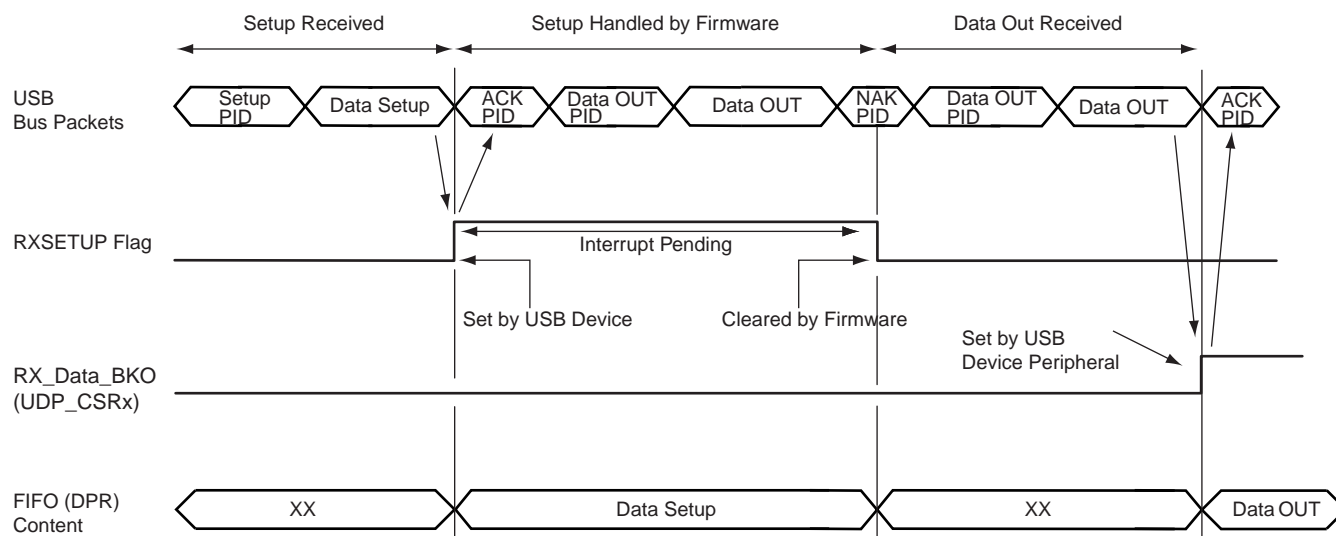 Setup Received
Setup Handled by Firmware
Data Out Received
USB
Bus Packets
Setup
PID
Data Setup
ACK
PID
Data OUT
PID
Data OUT
NAK
PID
Data OUT
PID
Data OUT
ACK
PID
RXSETUP Flag
Interrupt Pending
Set by USB Device
Cleared by Firmware
Set by USB
Device Peripheral
RX_Data_BKO
(UDP_CSRx)
FIFO (DPR)
Content
XX
Data Setup
XX
Data OUT